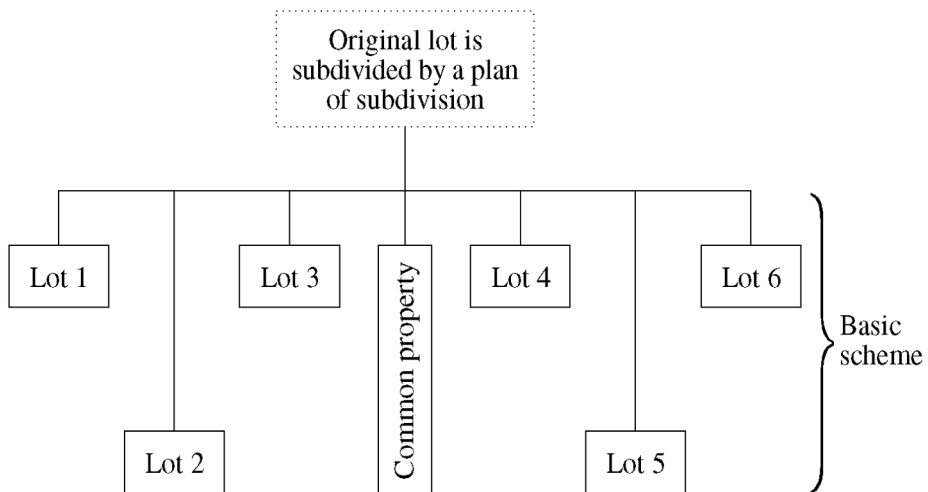 Original lot is
subdivided by a plan
of subdivision
Lot 1
Lot 3
Common property
Lot 4
Lot 6
Basic
scheme
Lot 2
Lot 5